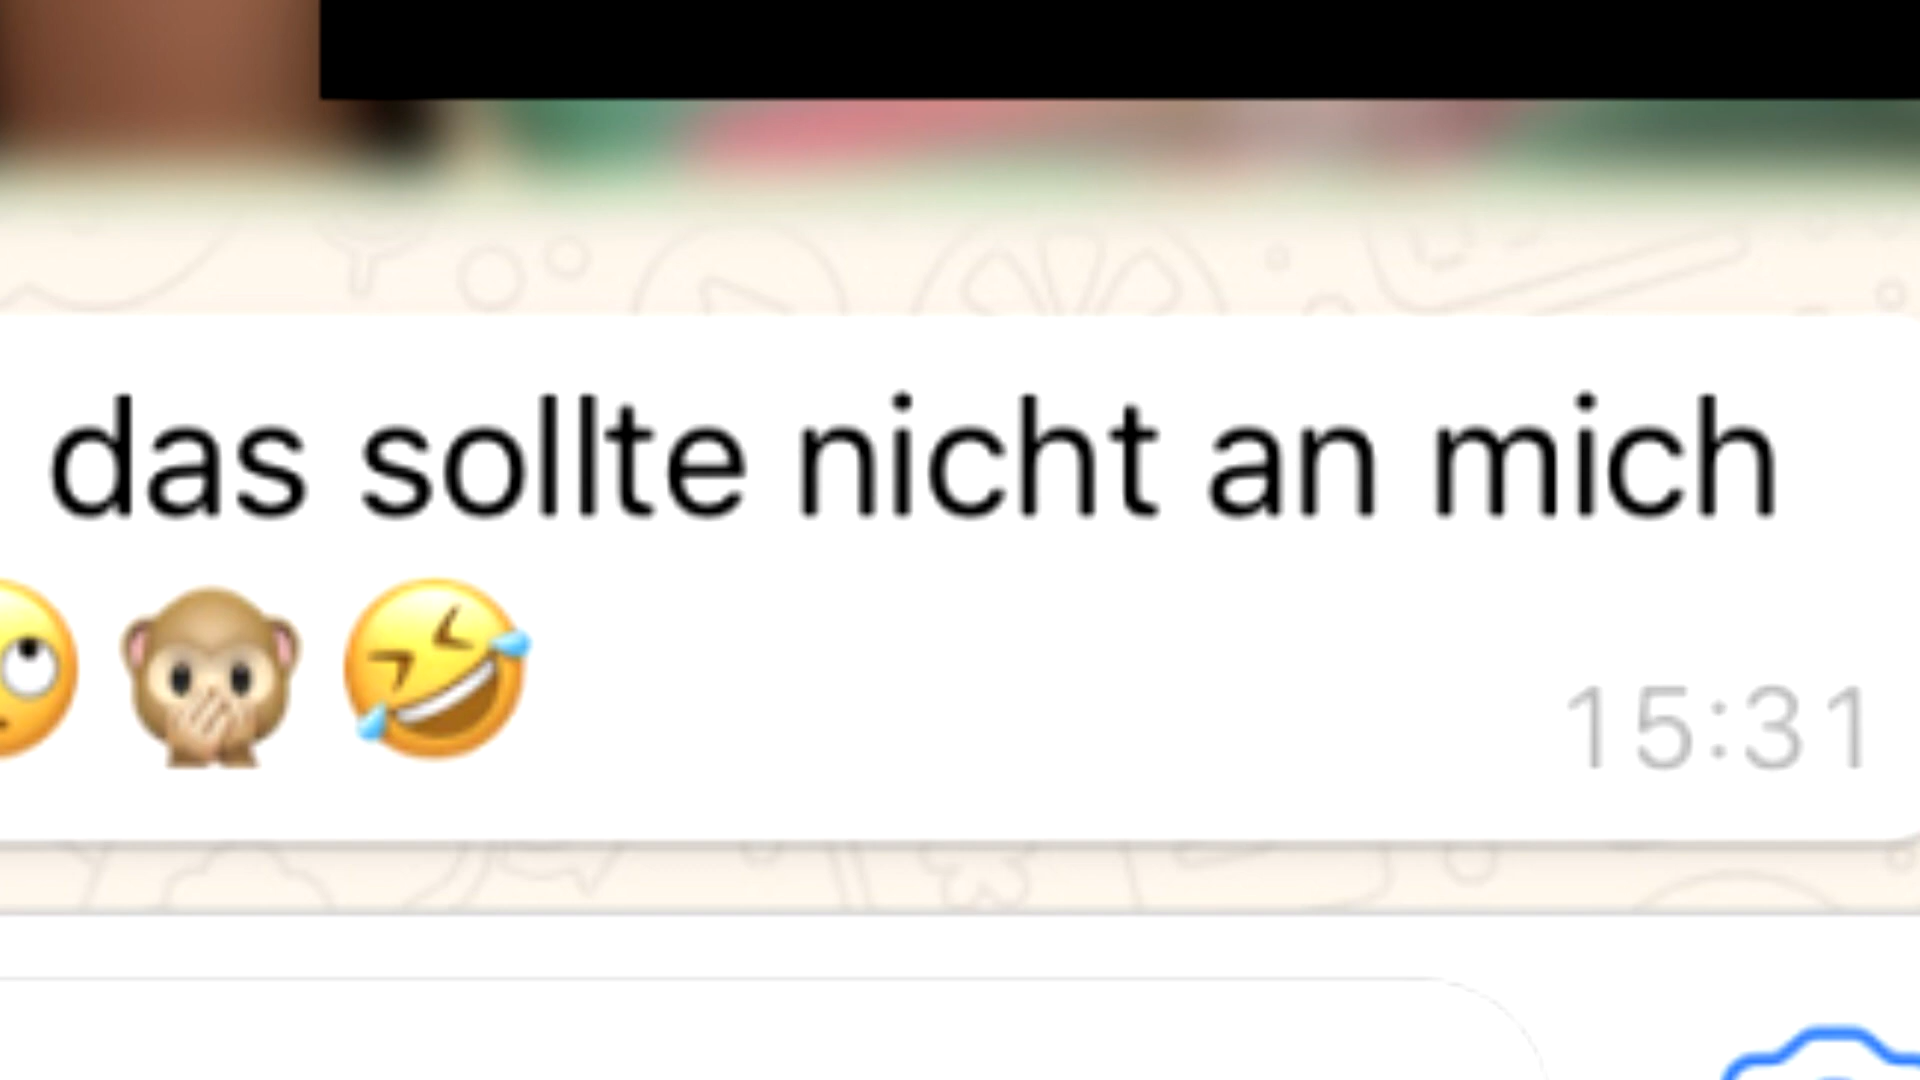 das sollte nicht an mich
🙄 🙊 🤣
15:31